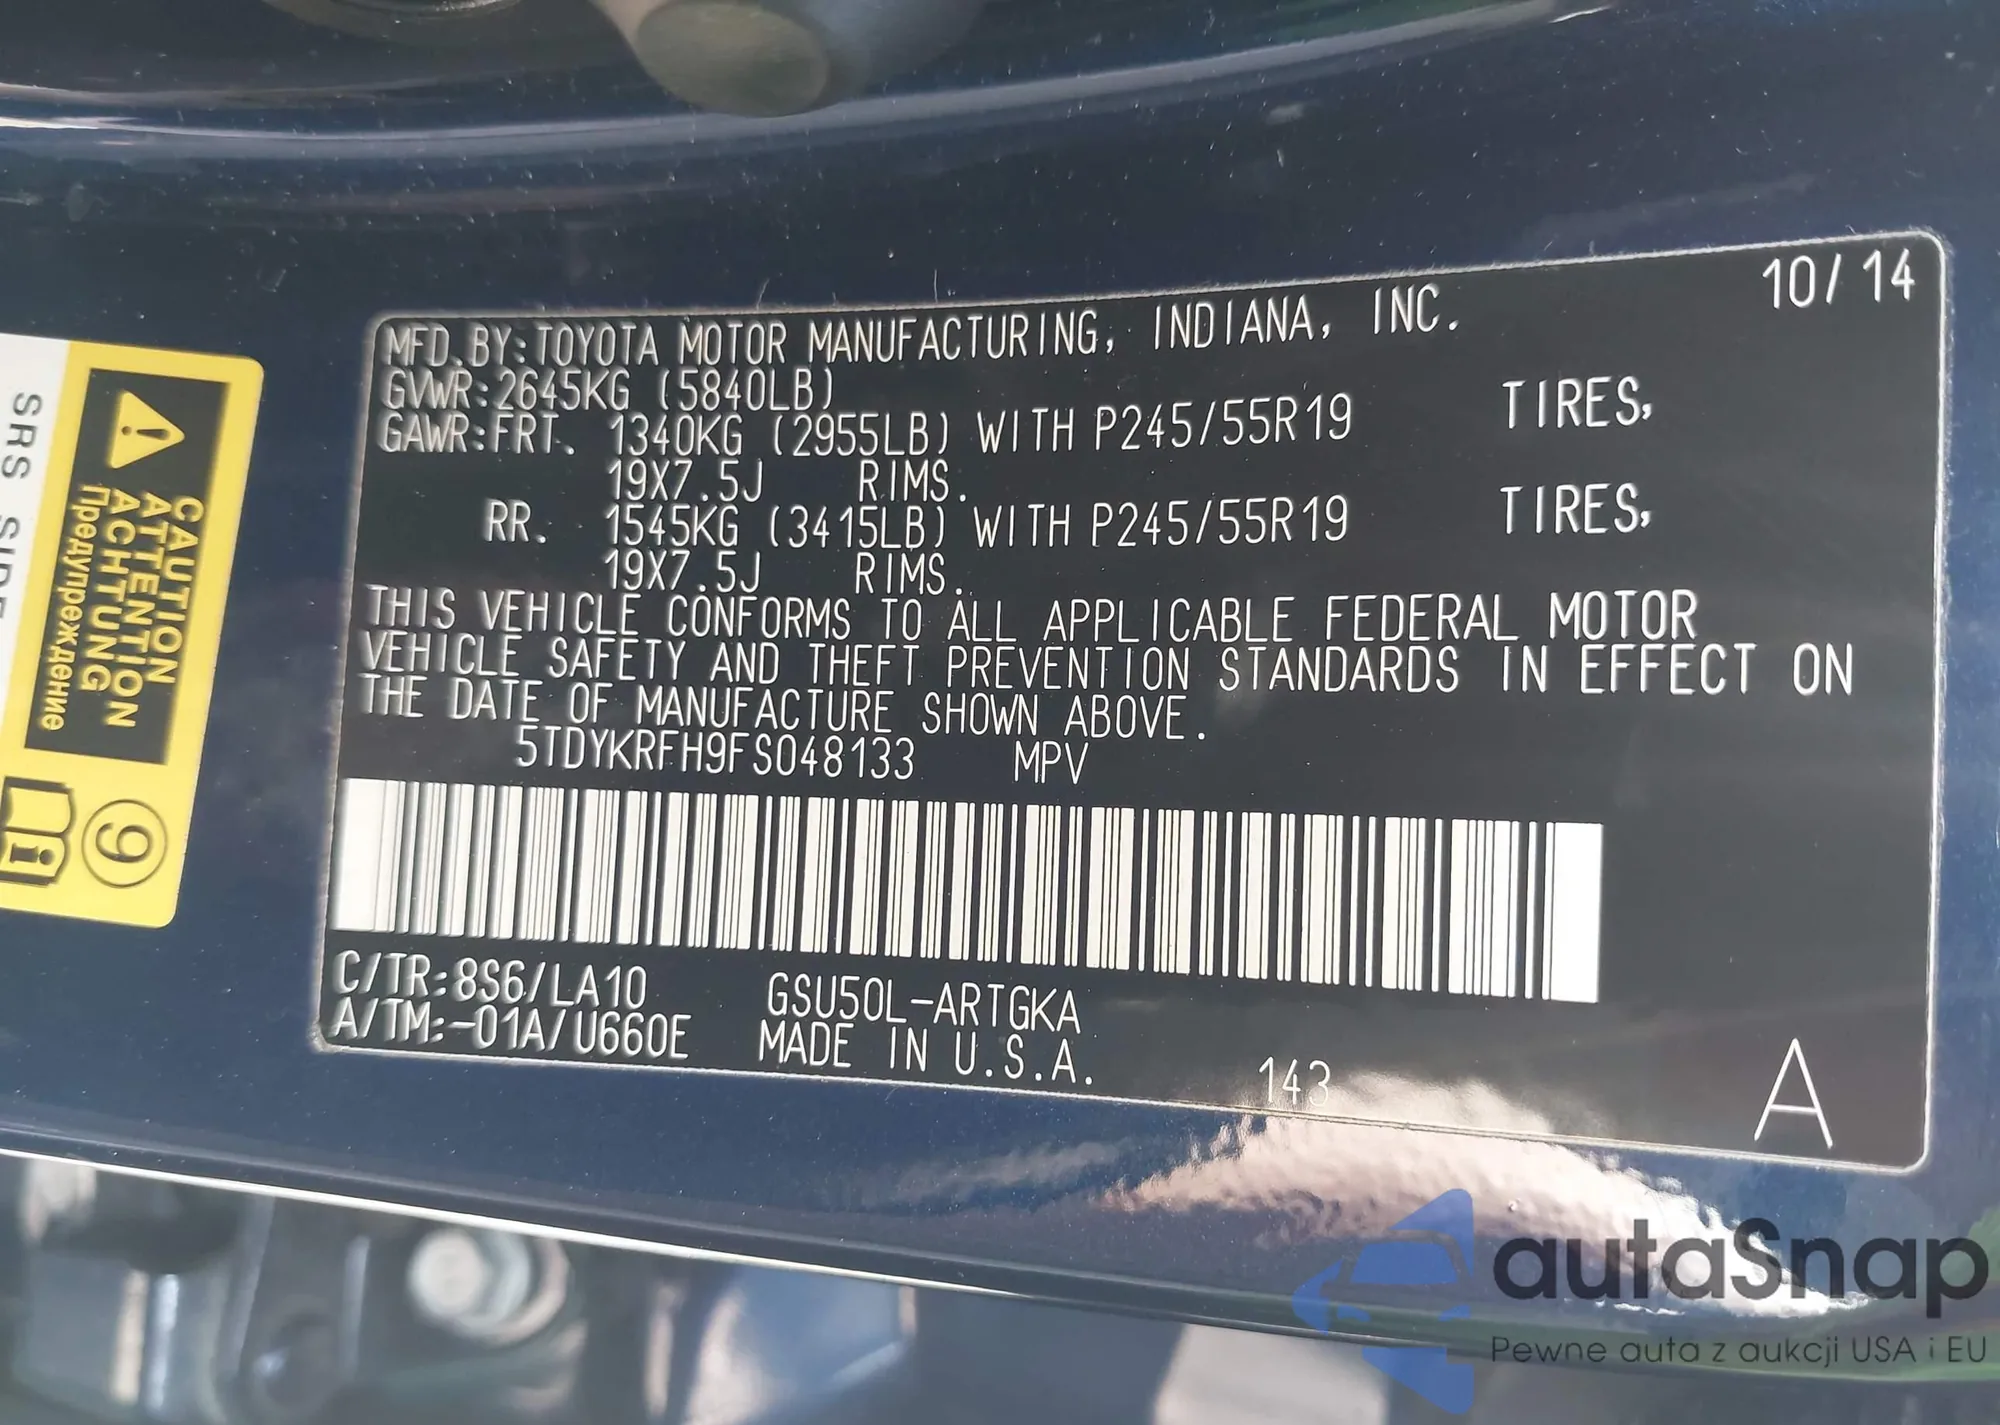 10/14
MFD.BY:TOYOTA MOTOR MANUFACTURING, INDIANA, INC.
GVWR:2645KG (5840LB)
GAWR:FRT. 1340KG (2955LB) WITH P245/55R19 TIRES,
19X7.5J RIMS.
RR. 1545KG (3415LB) WITH P245/55R19 TIRES,
19X7.5J RIMS.
THIS VEHICLE CONFORMS TO ALL APPLICABLE FEDERAL MOTOR
VEHICLE SAFETY AND THEFT PREVENTION STANDARDS IN EFFECT ON
THE DATE OF MANUFACTURE SHOWN ABOVE.
5TDYKRFH9FS048133 MPV
C/TR:8S6/LA10 GSU50L-ARTGKA
A/TM:-01A/U660E MADE IN U.S.A.
143
A
SRS
CAUTION
ATTENTION
ACHTUNG
Предупреждение
9
autaSnap
Pewne auta z aukcji USA i EU